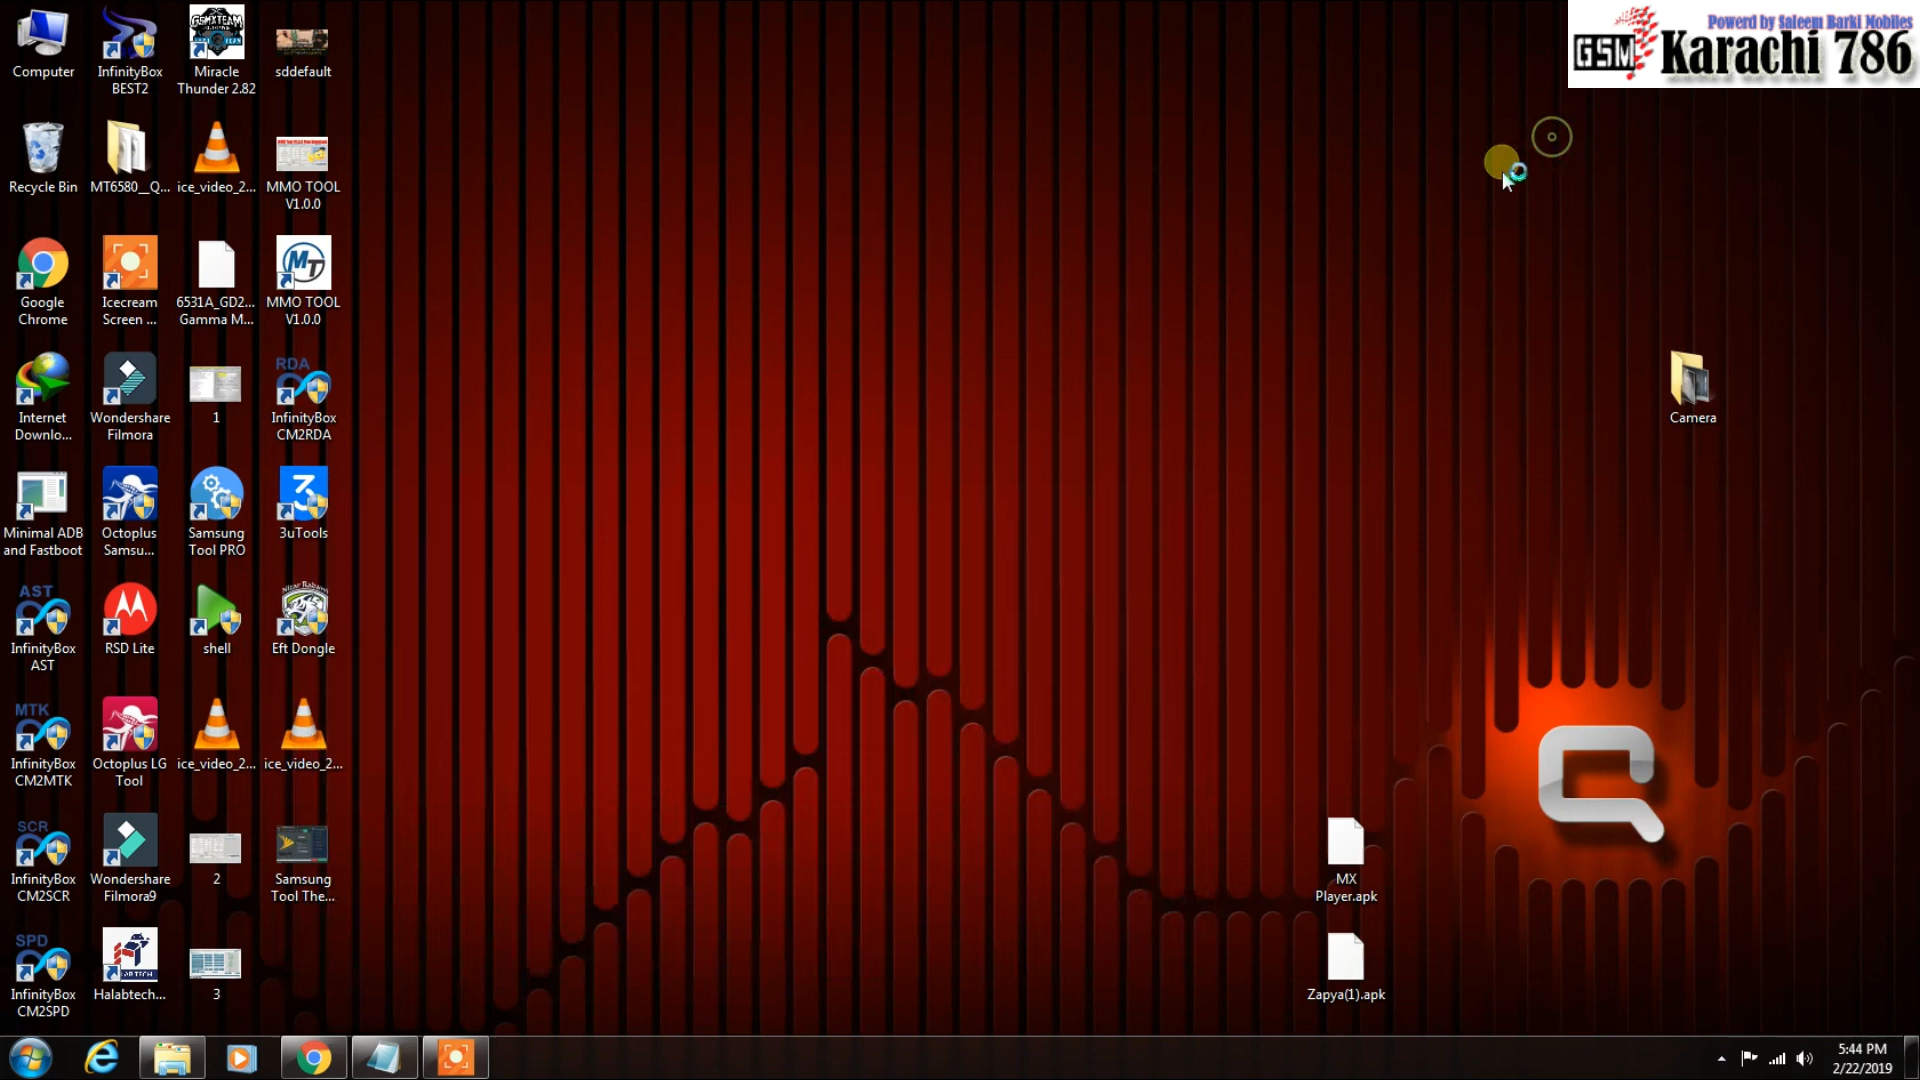 Powerd by Saleem Barki Mobiles
GSM Karachi 786
Computer
InfinityBox
BEST2
GSMXTEAM
Miracle
Thunder 2.82
sddefault
Recycle Bin
MT6580__Q...
ice_video_2...
MMO TOOL
V1.0.0
Google
Chrome
Icecream
Screen ...
6531A_GD2...
Gamma M...
MT
MMO TOOL
V1.0.0
Internet
Downlo...
Wondershare
Filmora
1
RDA
InfinityBox
CM2RDA
Minimal ADB
and Fastboot
Octoplus
Samsu...
Samsung
Tool PRO
3uTools
AST
InfinityBox
AST
RSD Lite
shell
Eft Dongle
MTK
InfinityBox
CM2MTK
Octoplus LG
Tool
ice_video_2...
ice_video_2...
SCR
InfinityBox
CM2SCR
Wondershare
Filmora9
2
Samsung
Tool The...
SPD
InfinityBox
CM2SPD
Halabtech...
3
Camera
MX
Player.apk
Zapya(1).apk
5:44 PM
2/22/2019